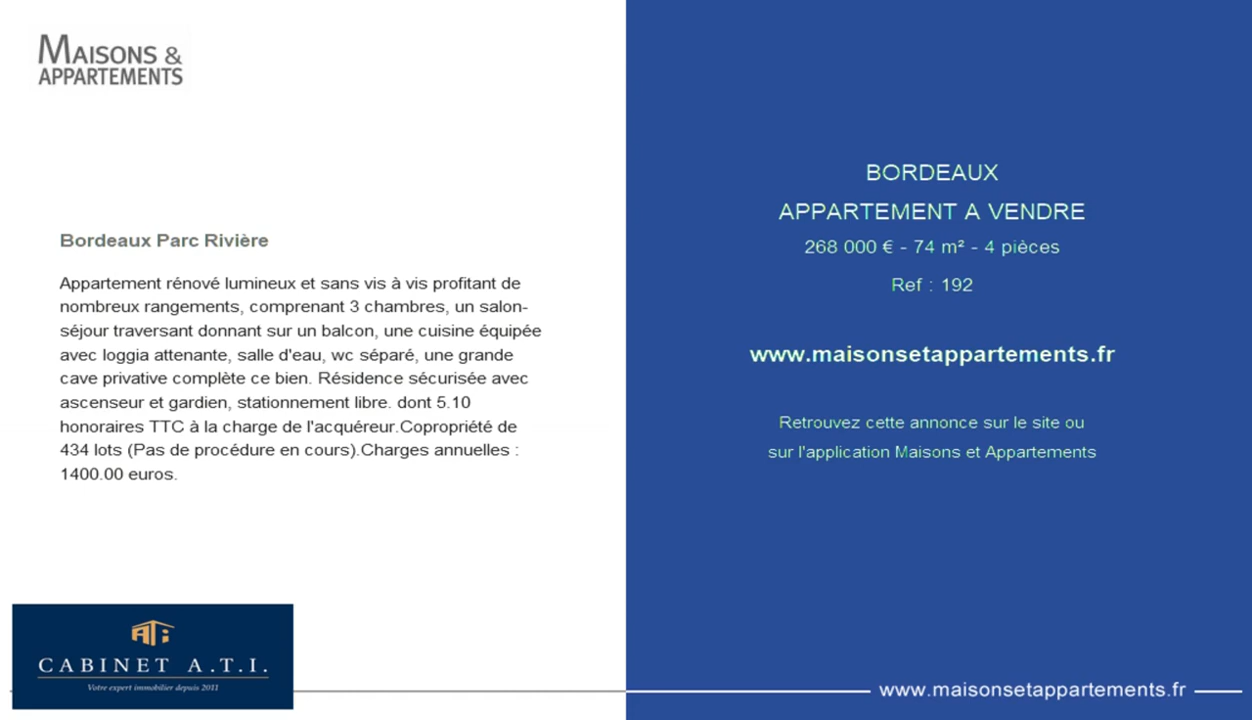 MAISONS &
APPARTEMENTS
Bordeaux Parc Rivière
Appartement rénové lumineux et sans vis à vis profitant de
nombreux rangements, comprenant 3 chambres, un salon-
séjour traversant donnant sur un balcon, une cuisine équipée
avec loggia attenante, salle d'eau, wc séparé, une grande
cave privative complète ce bien. Résidence sécurisée avec
ascenseur et gardien, stationnement libre. dont 5.10
honoraires TTC à la charge de l'acquéreur.Copropriété de
434 lots (Pas de procédure en cours).Charges annuelles :
1400.00 euros.
ATi
CABINET A.T.I.
Votre expert immobilier depuis 2011
BORDEAUX
APPARTEMENT A VENDRE
268 000 € - 74 m² - 4 pièces
Ref : 192
www.maisonsetappartements.fr
Retrouvez cette annonce sur le site ou
sur l'application Maisons et Appartements
www.maisonsetappartements.fr